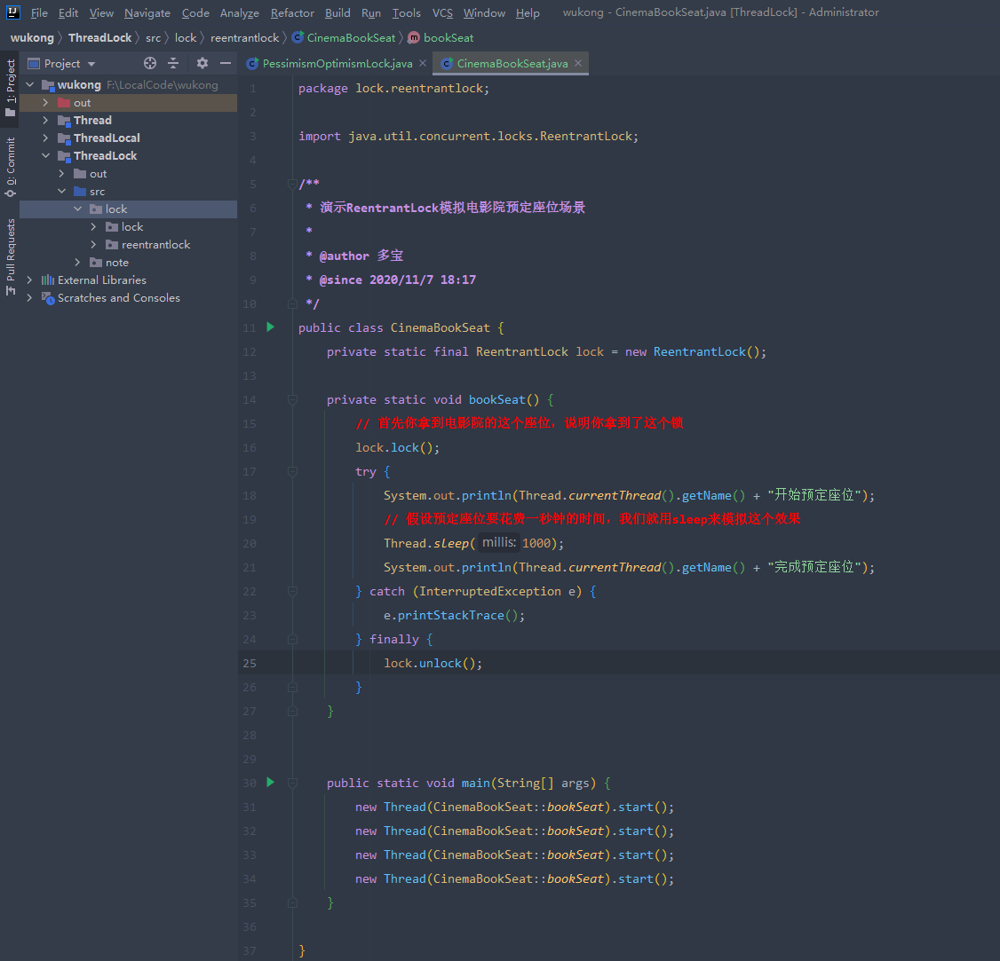 File Edit View Navigate Code Analyze Refactor Build Run Tools VCS Window Help wukong - CinemaBookSeat.java [ThreadLock] - Administrator
wukong ThreadLock src lock reentrantlock CinemaBookSeat bookSeat
1: Project
0: Commit
Pull Requests
Project
wukong F:\LocalCode\wukong
out
Thread
ThreadLocal
ThreadLock
out
src
lock
lock
reentrantlock
note
External Libraries
Scratches and Consoles
PessimismOptimismLock.java CinemaBookSeat.java
1 package lock.reentrantlock;
2
3 import java.util.concurrent.locks.ReentrantLock;
4
5 /**
6 * 演示ReentrantLock模拟电影院预定座位场景
7 *
8 * @author 多宝
9 * @since 2020/11/7 18:17
10 */
11 public class CinemaBookSeat {
12 private static final ReentrantLock lock = new ReentrantLock();
13
14 private static void bookSeat() {
15 // 首先你拿到电影院的这个座位，说明你拿到了这个锁
16 lock.lock();
17 try {
18 System.out.println(Thread.currentThread().getName() + "开始预定座位");
19 // 假设预定座位要花费一秒钟的时间，我们就用sleep来模拟这个效果
20 Thread.sleep( millis: 1000);
21 System.out.println(Thread.currentThread().getName() + "完成预定座位");
22 } catch (InterruptedException e) {
23 e.printStackTrace();
24 } finally {
25 lock.unlock();
26 }
27 }
28
29
30 public static void main(String[] args) {
31 new Thread(CinemaBookSeat::bookSeat).start();
32 new Thread(CinemaBookSeat::bookSeat).start();
33 new Thread(CinemaBookSeat::bookSeat).start();
34 new Thread(CinemaBookSeat::bookSeat).start();
35 }
36
37 }